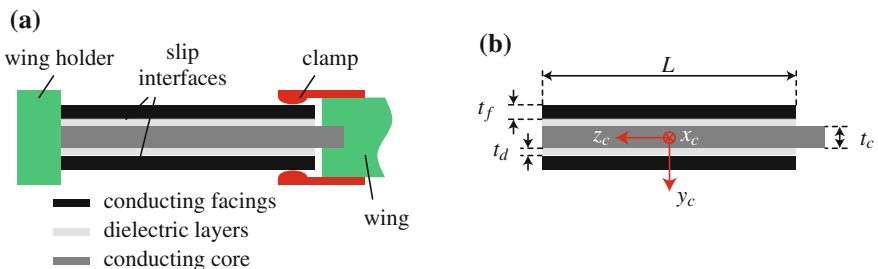 (a)
wing holder
slip
interfaces
clamp
wing
conducting facings
dielectric layers
conducting core
(b)
L
t_f
t_d
z_c
x_c
y_c
t_c